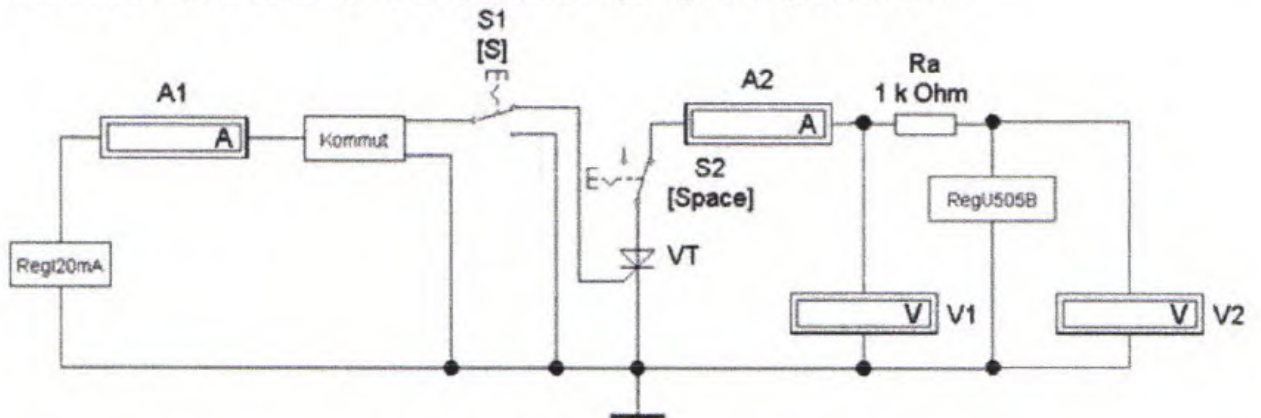 S1
[S]
A1
A
Kommut
A2
A
Ra
1 k Ohm
S2
[Space]
RegU505B
RegI20mA
VT
V
V1
V
V2